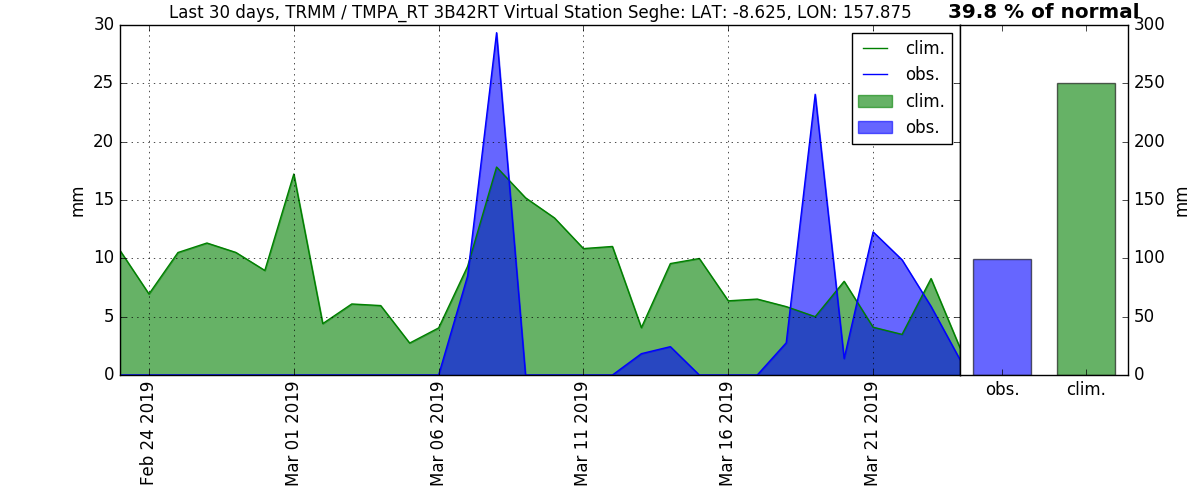 Last 30 days, TRMM / TMPA_RT 3B42RT Virtual Station Seghe: LAT: -8.625, LON: 157.875
39.8 % of normal
30
25
20
15
10
5
0
mm
clim.
obs.
clim.
obs.
300
250
200
150
100
50
0
mm
Feb 24 2019
Mar 01 2019
Mar 06 2019
Mar 11 2019
Mar 16 2019
Mar 21 2019
obs.
clim.